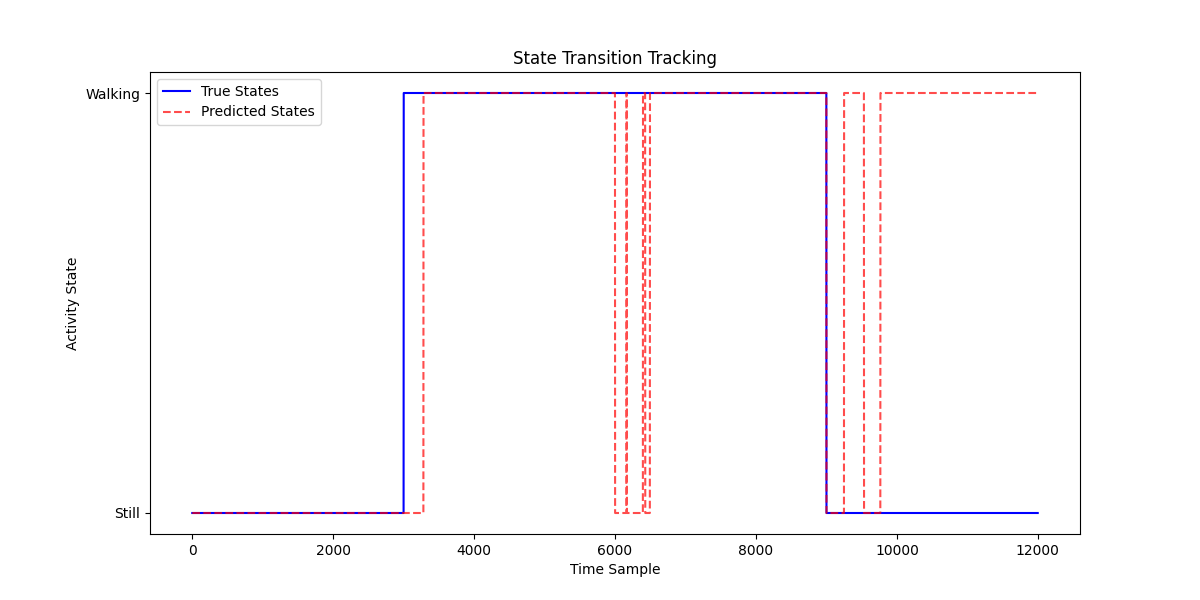 State Transition Tracking
Walking
True States
Predicted States
Activity State
Still
0 2000 4000 6000 8000 10000 12000
Time Sample